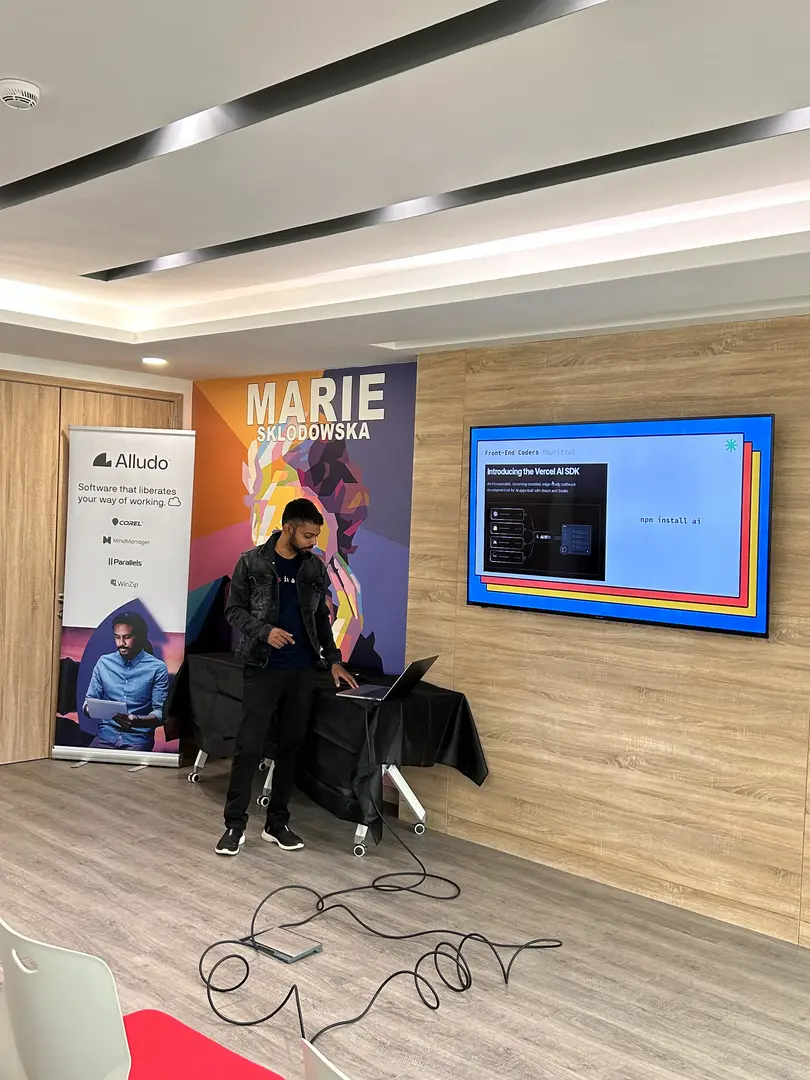 MARIE
SKLODOWSKA
Alludo
Software that liberates
your way of working.
COREL
MindManager
Parallels
WinZip
Front-End Coders Mauritius
Introducing the Vercel AI SDK
npm install ai